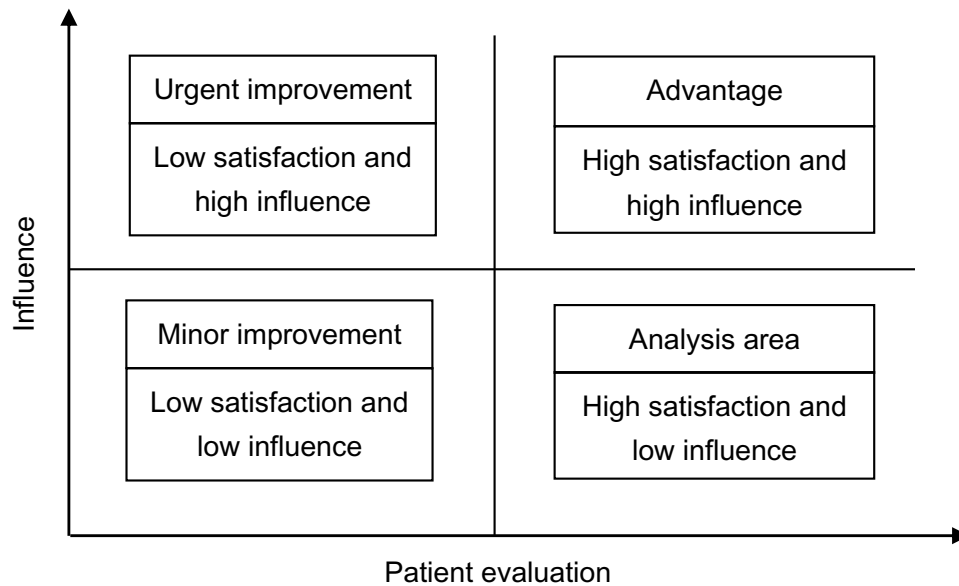 Urgent improvement
Low satisfaction and
high influence
Advantage
High satisfaction and
high influence
Influence
Minor improvement
Low satisfaction and
low influence
Analysis area
High satisfaction and
low influence
Patient evaluation